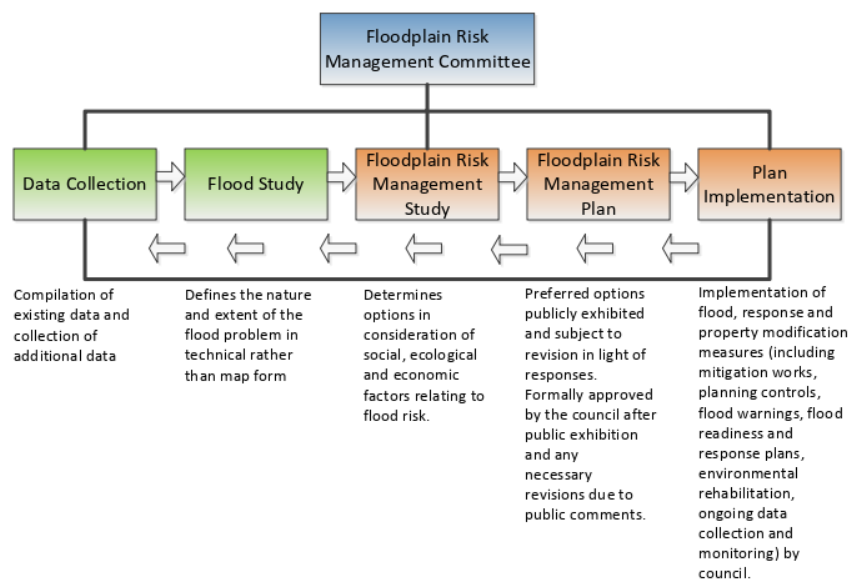 Floodplain Risk
Management Committee
Data Collection
Flood Study
Floodplain Risk
Management
Study
Floodplain Risk
Management
Plan
Plan
Implementation
Compilation of
existing data and
collection of
additional data
Defines the nature
and extent of the
flood problem in
technical rather
than map form
Determines
options in
consideration of
social, ecological
and economic
factors relating to
flood risk.
Preferred options
publicly exhibited
and subject to
revision in light of
responses.
Formally approved
by the council after
public exhibition
and any
necessary
revisions due to
public comments.
Implementation of
flood, response and
property modification
measures (including
mitigation works,
planning controls,
flood warnings, flood
readiness and
response plans,
environmental
rehabilitation,
ongoing data
collection and
monitoring) by
council.